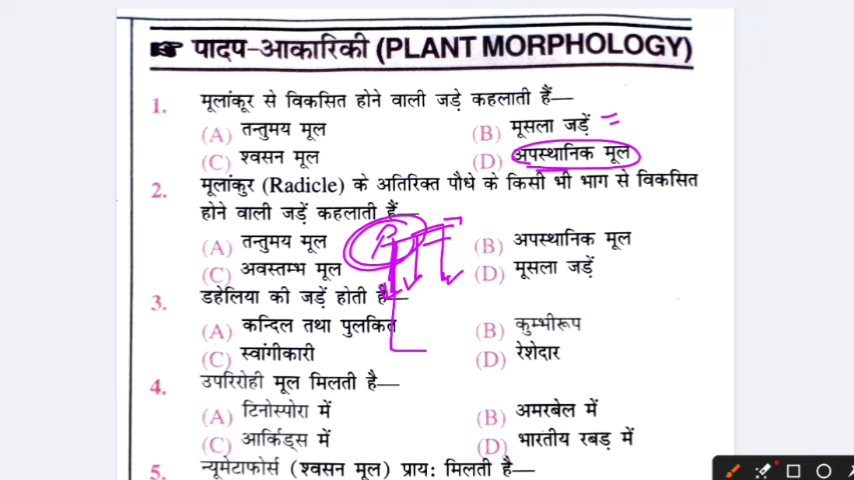 ☛ पादप-आकारिकी (PLANT MORPHOLOGY)
1. मूलांकूर से विकसित होने वाली जड़े कहलाती हैं—
(A) तन्तुमय मूल (B) मूसला जड़ें =
(C) श्वसन मूल (D) अपस्थानिक मूल
2. मूलांकुर (Radicle) के अतिरिक्त पौधे के किसी भी भाग से विकसित
होने वाली जड़ें कहलाती हैं—
(A) तन्तुमय मूल (B) अपस्थानिक मूल
(C) अवस्तम्भ मूल (D) मूसला जड़ें
3. डहेलिया की जड़ें होती हैं—
(A) कन्दिल तथा पुलकित (B) कुम्भीरूप
(C) स्वांगीकारी (D) रेशेदार
4. उपरिरोही मूल मिलती है—
(A) टिनोस्पोरा में (B) अमरबेल में
(C) आर्किड्स में (D) भारतीय रबड़ में
5. न्यूमेटाफोर्स (श्वसन मूल) प्राय: मिलती है—